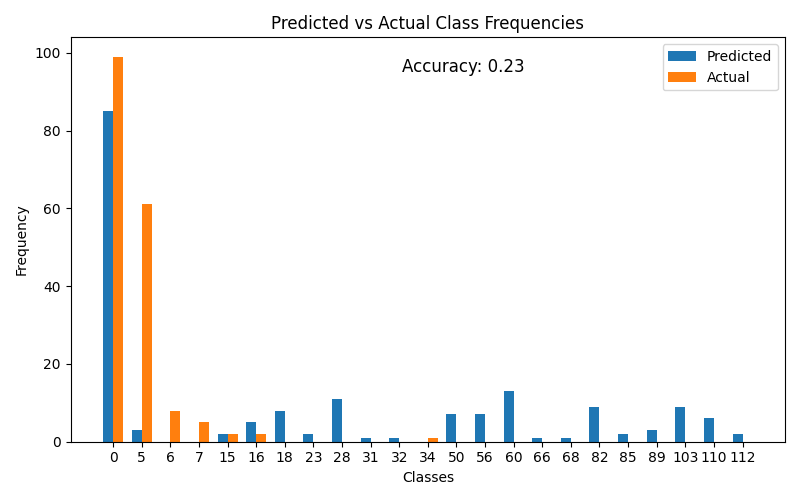 Predicted vs Actual Class Frequencies
Accuracy: 0.23
Predicted
Actual
Frequency
100
80
60
40
20
0
0 5 6 7 15 16 18 23 28 31 32 34 50 56 60 66 68 82 85 89 103 110 112
Classes